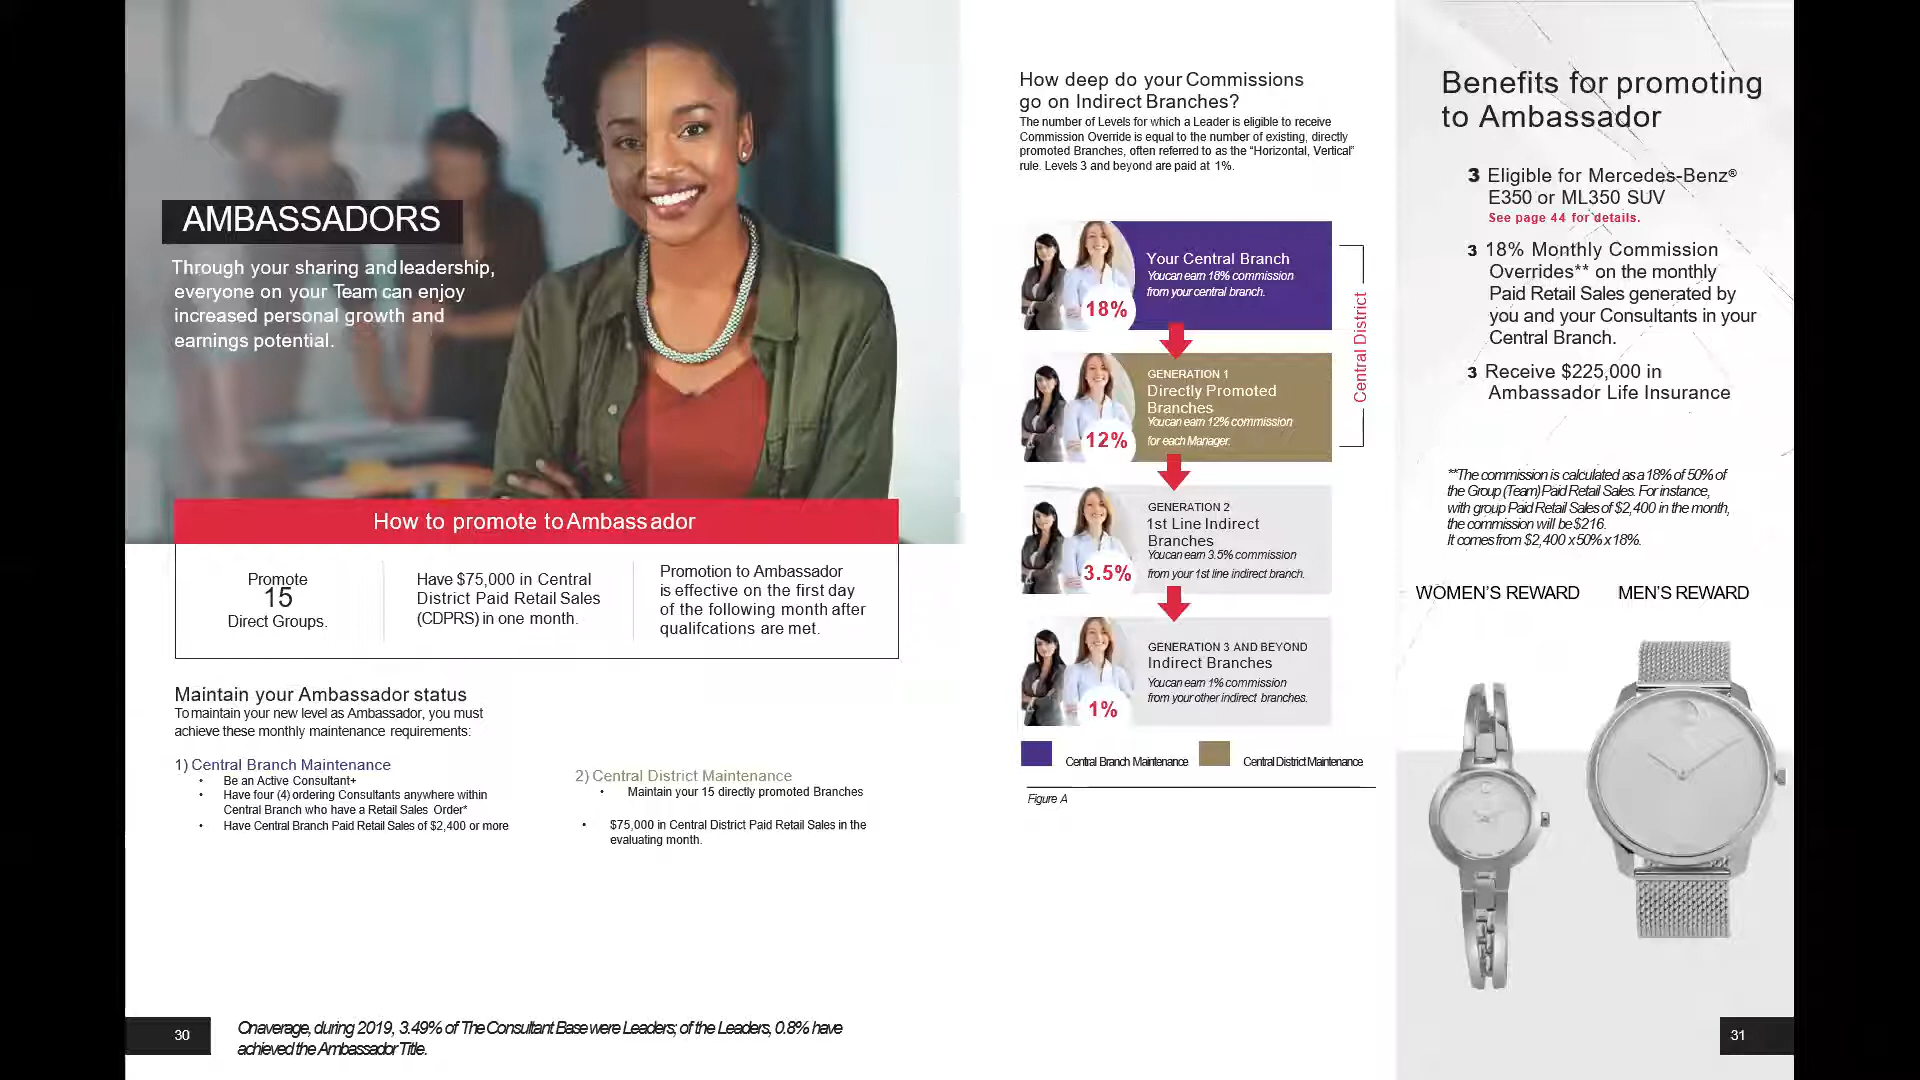 AMBASSADORS
Through your sharing and leadership,
everyone on your Team can enjoy
increased personal growth and
earnings potential.
How to promote to Ambassador
Promote
15
Direct Groups.
Have $75,000 in Central
District Paid Retail Sales
(CDPRS) in one month.
Promotion to Ambassador
is effective on the first day
of the following month after
qualifcations are met.
Maintain your Ambassador status
To maintain your new level as Ambassador, you must
achieve these monthly maintenance requirements:
1) Central Branch Maintenance
• Be an Active Consultant+
• Have four (4) ordering Consultants anywhere within
Central Branch who have a Retail Sales Order*
• Have Central Branch Paid Retail Sales of $2,400 or more
2) Central District Maintenance
• Maintain your 15 directly promoted Branches
• $75,000 in Central District Paid Retail Sales in the
evaluating month.
30
On average, during 2019, 3.49% of The Consultant Base were Leaders; of the Leaders, 0.8% have
achieved the Ambassador Title.
How deep do your Commissions
go on Indirect Branches?
The number of Levels for which a Leader is eligible to receive
Commission Override is equal to the number of existing, directly
promoted Branches, often referred to as the “Horizontal, Vertical”
rule. Levels 3 and beyond are paid at 1%.
Your Central Branch
You can earn 18% commission
from your central branch.
18%
GENERATION 1
Directly Promoted
Branches
You can earn 12% commission
for each Manager.
12%
Central District
GENERATION 2
1st Line Indirect
Branches
You can earn 3.5% commission
from your 1st line indirect branch.
3.5%
GENERATION 3 AND BEYOND
Indirect Branches
You can earn 1% commission
from your other indirect branches.
1%
Central Branch Maintenance
Central District Maintenance
Figure A
Benefits for promoting
to Ambassador
3 Eligible for Mercedes-Benz®
E350 or ML350 SUV
See page 44 for details.
3 18% Monthly Commission
Overrides** on the monthly
Paid Retail Sales generated by
you and your Consultants in your
Central Branch.
3 Receive $225,000 in
Ambassador Life Insurance
**The commission is calculated as a 18% of 50% of
the Group (Team) Paid Retail Sales. For instance,
with group Paid Retail Sales of $2,400 in the month,
the commission will be $216.
It comes from $2,400 x 50% x 18%.
WOMEN’S REWARD
MEN’S REWARD
31